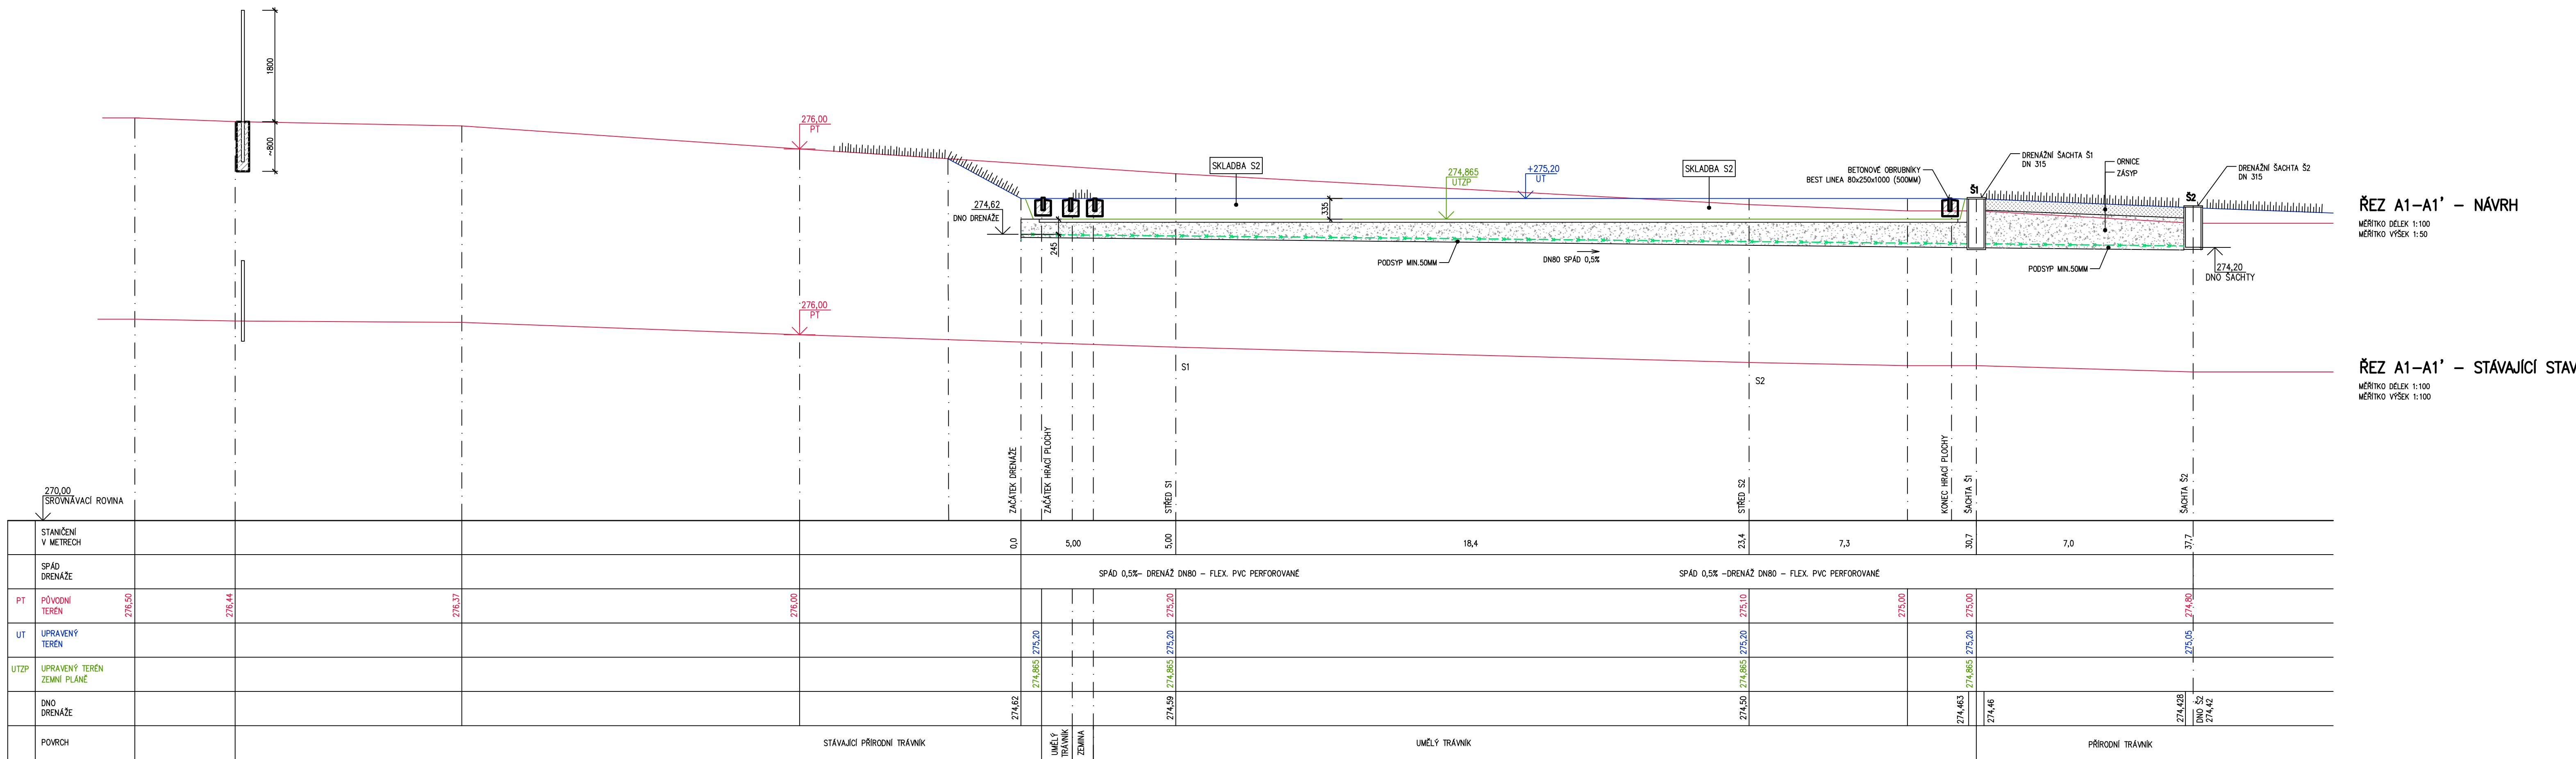 1800
~800
276,00
PT
274,62
DNO DRENÁŽE
245
SKLADBA S2
335
274,865
UTZP
+275,20
UT
SKLADBA S2
BETONOVÉ OBRUBNÍKY
BEST LINEA 80x250x1000 (500MM)
Š1
DRENÁŽNÍ ŠACHTA Š1
DN 315
ORNICE
ZÁSYP
Š2
DRENÁŽNÍ ŠACHTA Š2
DN 315
PODSYP MIN.50MM
DN80 SPÁD 0,5%
PODSYP MIN.50MM
274,20
DNO ŠACHTY
ŘEZ A1-A1' - NÁVRH
MĚŘÍTKO DÉLEK 1:100
MĚŘÍTKO VÝŠEK 1:50
276,00
PT
S1
S2
ŘEZ A1-A1' - STÁVAJÍCÍ STAV
MĚŘÍTKO DÉLEK 1:100
MĚŘÍTKO VÝŠEK 1:100
270,00
SROVNÁVACÍ ROVINA
ZAČÁTEK DRENÁŽE
ZAČÁTEK HRACÍ PLOCHY
STŘED S1
STŘED S2
KONEC HRACÍ PLOCHY
ŠACHTA Š1
ŠACHTA Š2
STANIČENÍ
V METRECH
0,0
5,00
5,00
18,4
23,4
7,3
30,7
7,0
37,7
SPÁD
DRENÁŽE
SPÁD 0,5%- DRENÁŽ DN80 - FLEX. PVC PERFOROVANÉ
SPÁD 0,5% -DRENÁŽ DN80 - FLEX. PVC PERFOROVANÉ
PT
PŮVODNÍ
TERÉN
276,50
276,44
276,37
276,00
275,20
275,10
275,00
275,00
274,80
UT
UPRAVENÝ
TERÉN
275,20
275,20
275,20
275,20
275,05
UTZP
UPRAVENÝ TERÉN
ZEMNÍ PLÁNĚ
274,865
274,865
274,865
274,865
DNO
DRENÁŽE
274,62
274,59
274,50
274,463
274,46
274,428
DNO Š2
274,42
POVRCH
STÁVAJÍCÍ PŘÍRODNÍ TRÁVNÍK
UMĚLÝ
TRÁVNÍK
ZEMINA
UMĚLÝ TRÁVNÍK
PŘÍRODNÍ TRÁVNÍK